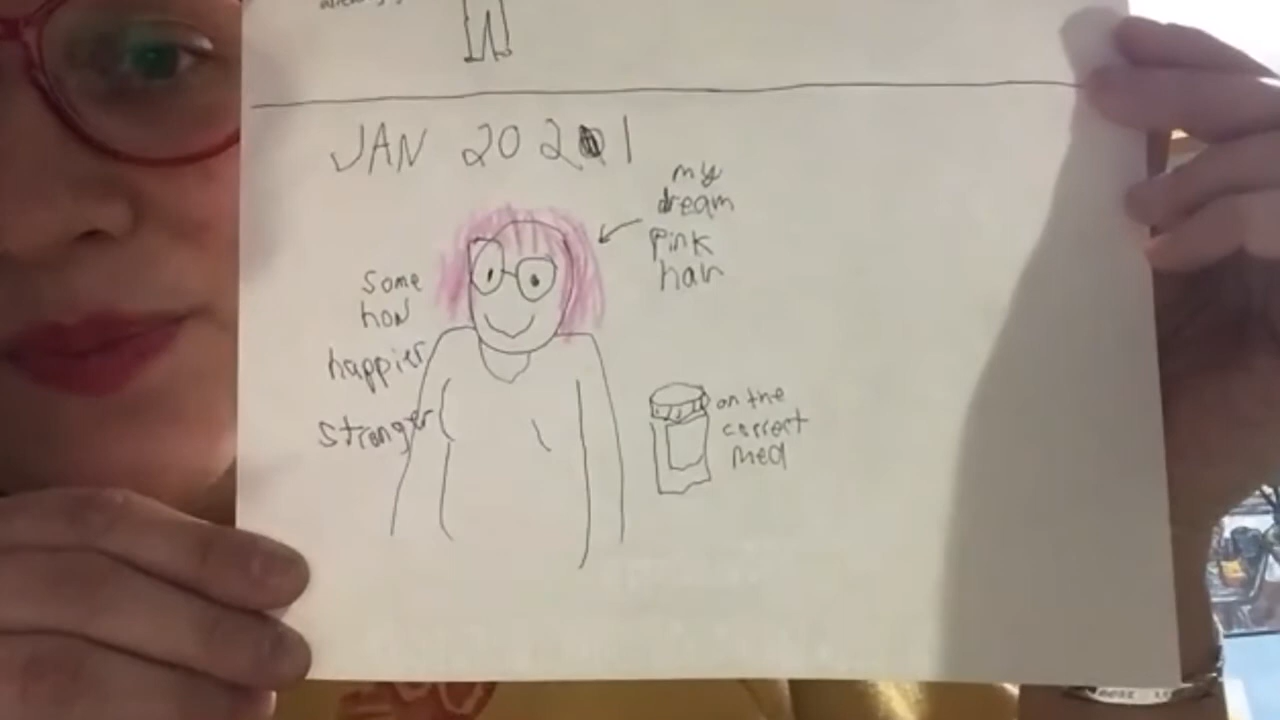 JAN 2021
my
dream
pink
hair
Some
how
happier
stronger
on the
correct
med